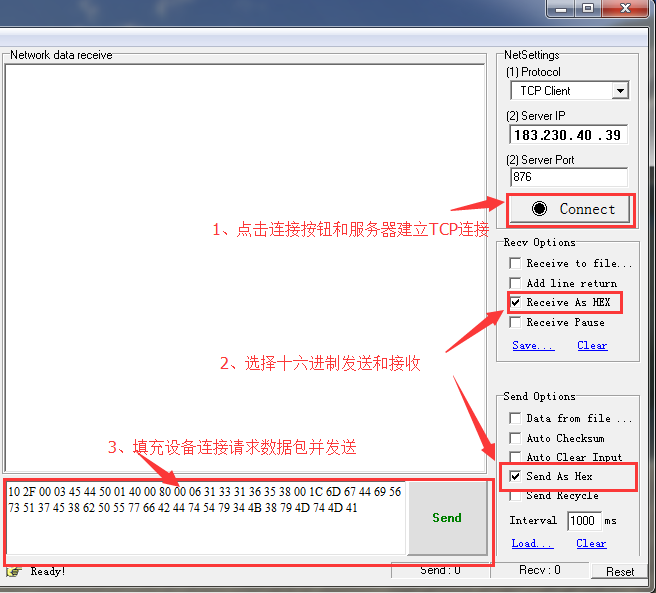 Network data receive
NetSettings
(1) Protocol
TCP Client
(2) Server IP
183.230.40.39
(2) Server Port
876
Connect
1、点击连接按钮和服务器建立TCP连接
Recv Options
Receive to file...
Add line return
Receive As HEX
Receive Pause
Save...
Clear
2、选择十六进制发送和接收
Send Options
Data from file ...
Auto Checksum
Auto Clear Input
Send As Hex
Send Recycle
Interval 1000 ms
Load...
Clear
3、填充设备连接请求数据包并发送
10 2F 00 03 45 44 50 01 40 00 80 00 06 31 33 31 36 35 38 00 1C 6D 67 44 69 56
73 51 37 45 38 62 50 55 77 66 42 44 74 54 79 34 4B 38 79 4D 74 4D 41
Send
Ready!
Send : 0
Recv : 0
Reset